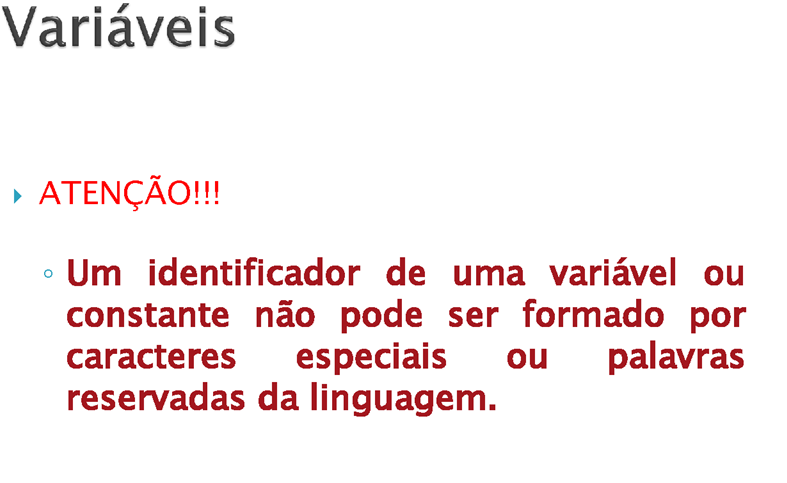 Variáveis
ATENÇÃO!!!
Um identificador de uma variável ou
constante não pode ser formado por
caracteres especiais ou palavras
reservadas da linguagem.